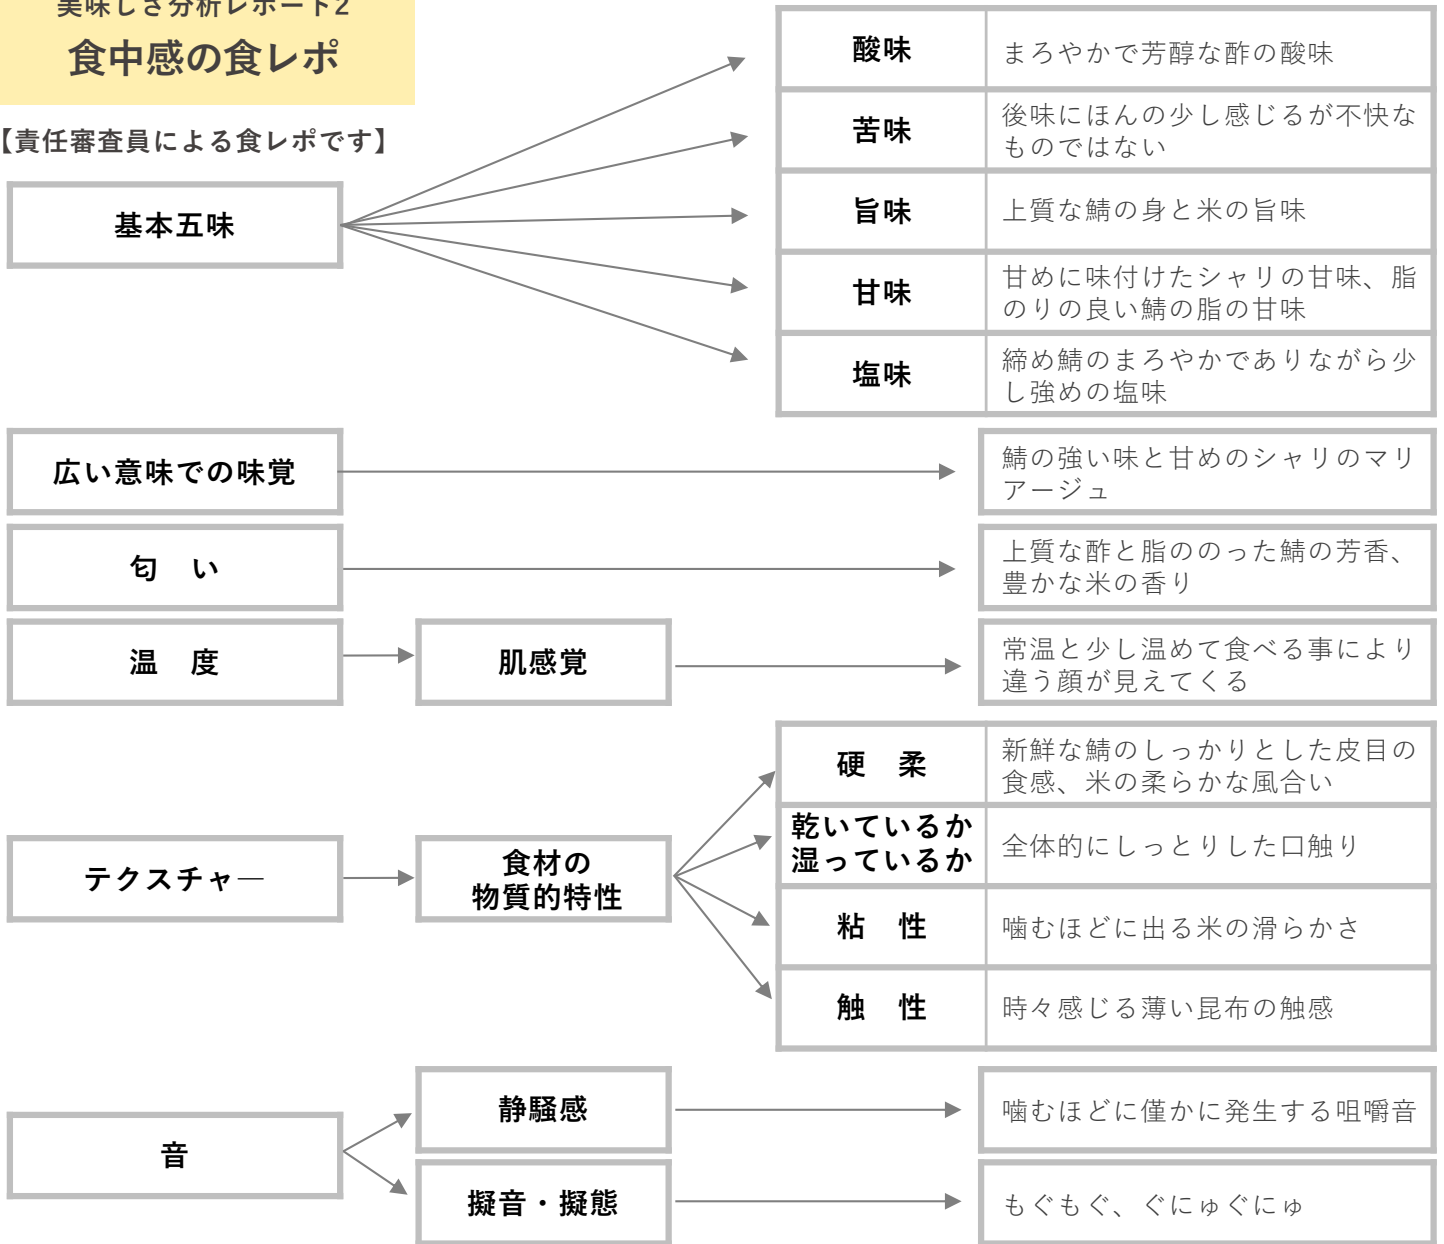 美味しさ分析レポート2
食中感の食レポ
【責任審査員による食レポです】
基本五味
酸味
まろやかで芳醇な酢の酸味
苦味
後味にほんの少し感じるが不快な
ものではない
旨味
上質な鯖の身と米の旨味
甘味
甘めに味付けたシャリの甘味、脂
のりの良い鯖の脂の甘味
塩味
締め鯖のまろやかでありながら少
し強めの塩味
広い意味での味覚
鯖の強い味と甘めのシャリのマリ
アージュ
匂　い
上質な酢と脂ののった鯖の芳香、
豊かな米の香り
温　度
肌感覚
常温と少し温めて食べる事により
違う顔が見えてくる
テクスチャ―
食材の
物質的特性
硬　柔
新鮮な鯖のしっかりとした皮目の
食感、米の柔らかな風合い
乾いているか
湿っているか
全体的にしっとりした口触り
粘　性
噛むほどに出る米の滑らかさ
触　性
時々感じる薄い昆布の触感
音
静騒感
噛むほどに僅かに発生する咀嚼音
擬音・擬態
もぐもぐ、ぐにゅぐにゅ